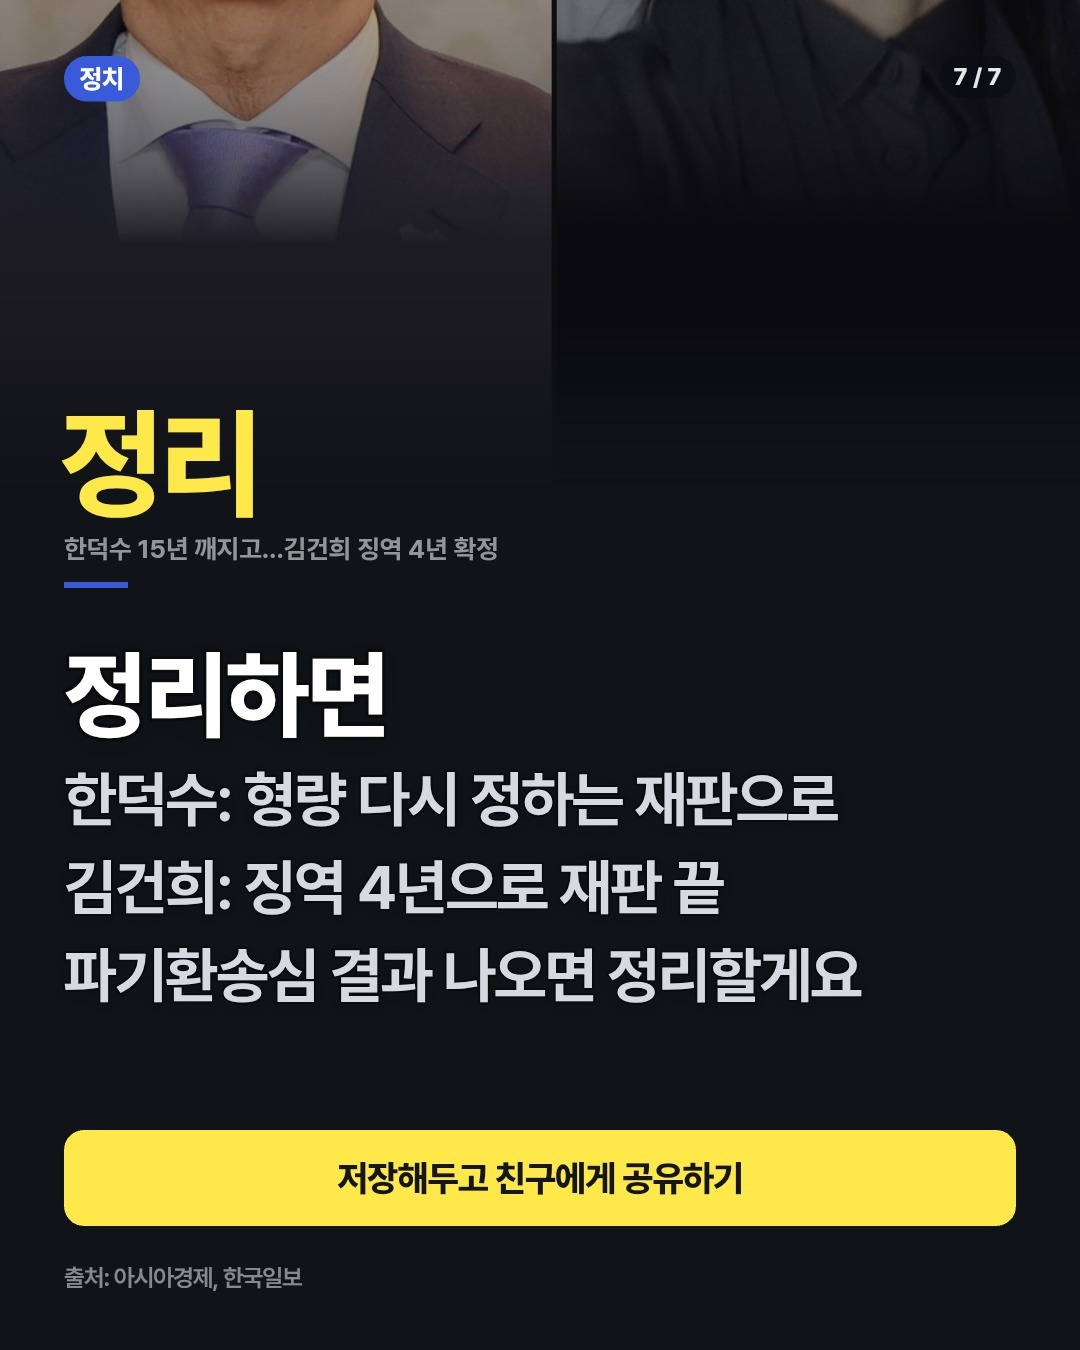 정치
7 / 7
정리
한덕수 15년 깨지고...김건희 징역 4년 확정
정리하면
한덕수: 형량 다시 정하는 재판으로
김건희: 징역 4년으로 재판 끝
파기환송심 결과 나오면 정리할게요
저장해두고 친구에게 공유하기
출처: 아시아경제, 한국일보